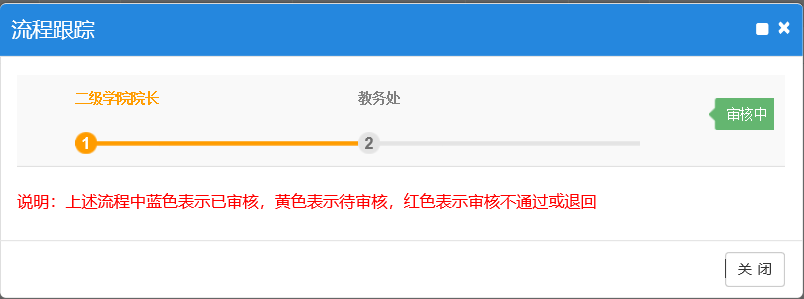 流程跟踪
二级学院院长
教务处
审核中
1
2
说明：上述流程中蓝色表示已审核，黄色表示待审核，红色表示审核不通过或退回
关 闭